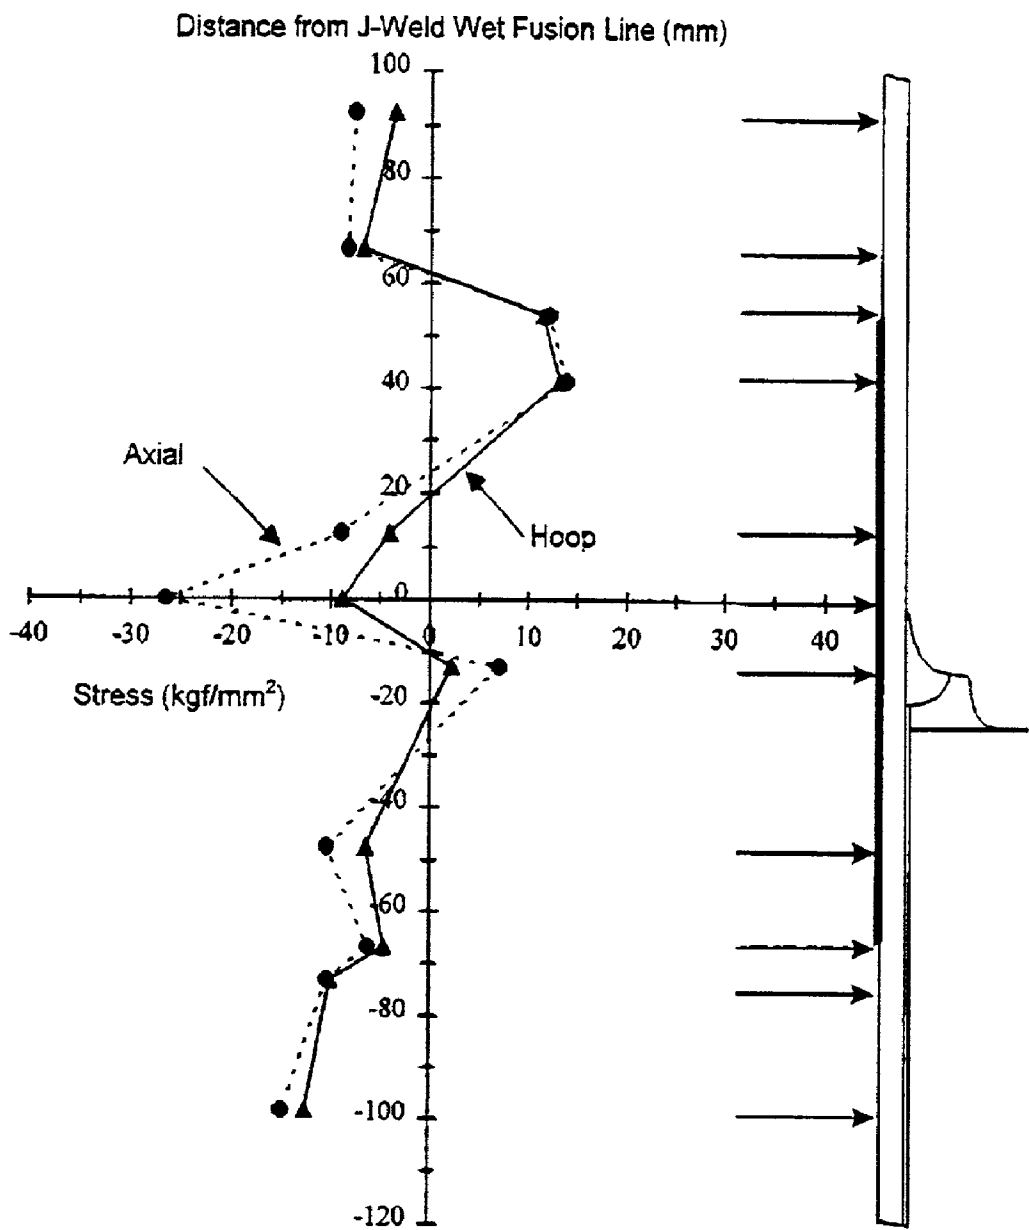 Distance from J-Weld Wet Fusion Line (mm)
100
80
60
40
Axial
20
Hoop
0
-40 -30 -20 -10 0 10 20 30 40
Stress (kgf/mm²)
-20
-40
-60
-80
-100
-120